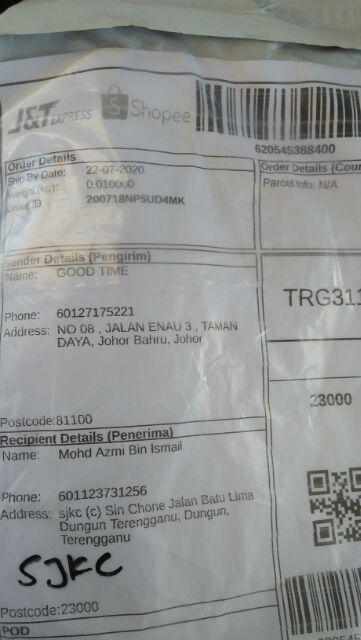 J&T EXPRESS
Shopee
620545388400
Order Details
Ship By Date: 22-07-2020
Weight (kg): 0.010000
Order ID 200718NP5UD4MK
Order Details (Cour
Parcel Info: N/A
Sender Details (Pengirim)
Name: GOOD TIME
Phone: 60127175221
Address: NO 08 , JALAN ENAU 3 , TAMAN
DAYA, Johor Bahru, Johor
Postcode:81100
TRG311
23000
Recipient Details (Penerima)
Name: Mohd Azmi Bin Ismail
Phone: 601123731256
Address: sjkc (c) Sin Chone Jalan Batu Lima
Dungun Terengganu, Dungun,
Terengganu
SJKC
Postcode:23000
POD